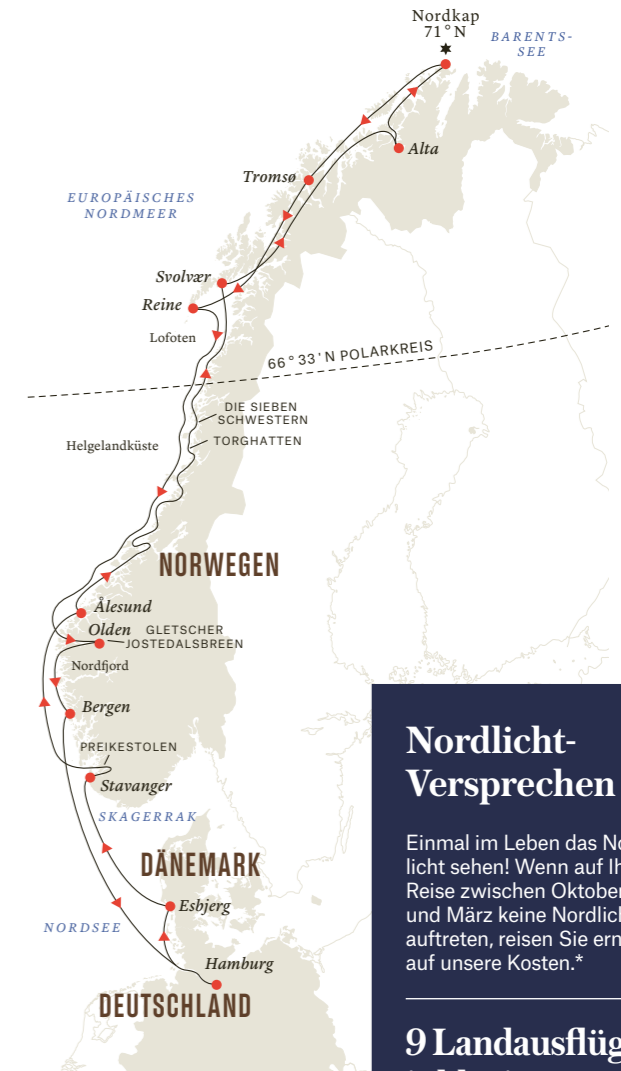 Nordkap
71° N
BARENTS-
SEE
Alta
Tromsø
EUROPÄISCHES
NORDMEER
Svolvær
Reine
Lofoten
66° 33' N POLARKREIS
DIE SIEBEN
SCHWESTERN
TORGHATTEN
Helgelandküste
NORWEGEN
Ålesund
Olden
GLETSCHER
JOSTEDALSBREEN
Nordfjord
Bergen
PREIKESTOLEN
Stavanger
SKAGERRAK
DÄNEMARK
Esbjerg
NORDSEE
Hamburg
DEUTSCHLAND
Nordlicht-
Versprechen
Einmal im Leben das No
licht sehen! Wenn auf Ih
Reise zwischen Oktober
und März keine Nordlich
auftreten, reisen Sie ern
auf unsere Kosten.*
9 Landausflüg